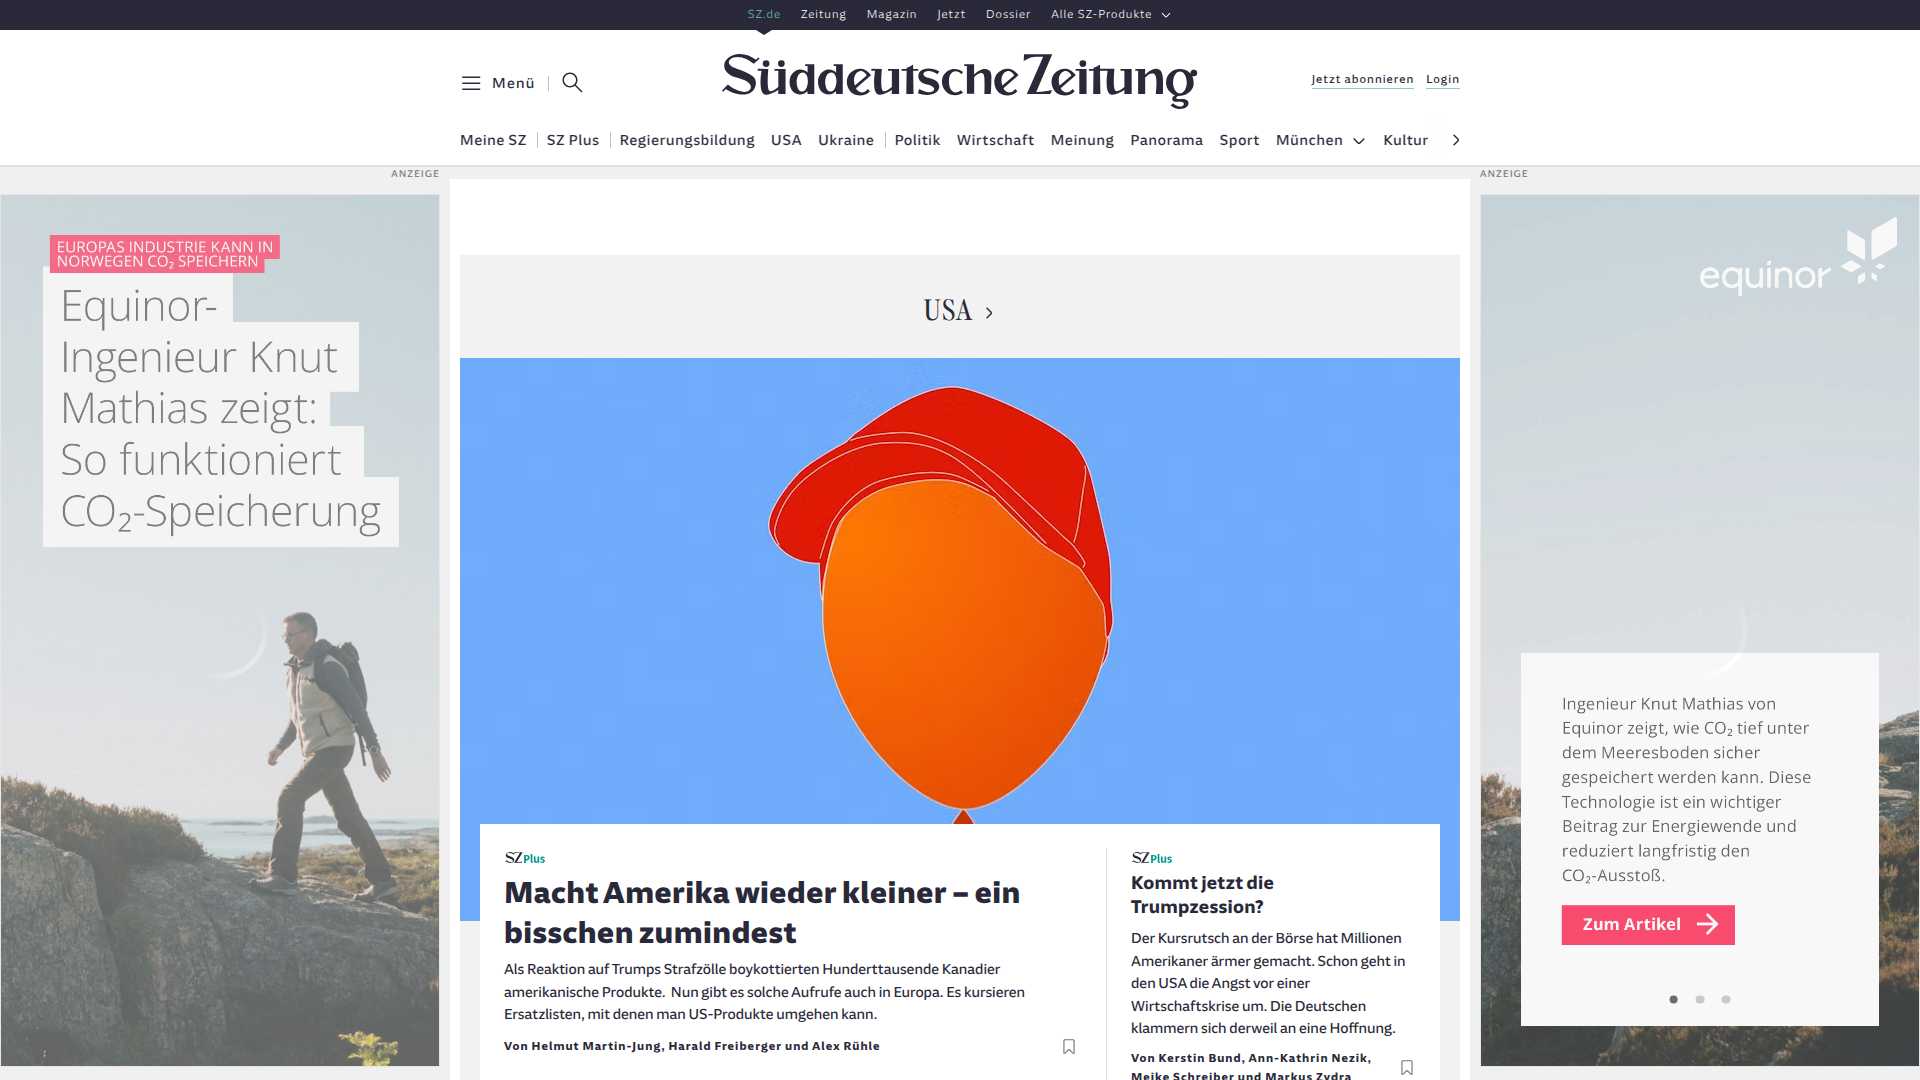 SZ.de Zeitung Magazin Jetzt Dossier Alle SZ-Produkte
Menü
Süddeutsche Zeitung
Jetzt abonnieren Login
Meine SZ SZ Plus Regierungsbildung USA Ukraine Politik Wirtschaft Meinung Panorama Sport München Kultur
ANZEIGE
EUROPAS INDUSTRIE KANN IN
NORWEGEN CO₂ SPEICHERN
Equinor-
Ingenieur Knut
Mathias zeigt:
So funktioniert
CO₂-Speicherung
USA
SZ Plus
Macht Amerika wieder kleiner – ein
bisschen zumindest
Als Reaktion auf Trumps Strafzölle boykottierten Hunderttausende Kanadier
amerikanische Produkte. Nun gibt es solche Aufrufe auch in Europa. Es kursieren
Ersatzlisten, mit denen man US-Produkte umgehen kann.
Von Helmut Martin-Jung, Harald Freiberger und Alex Rühle
SZ Plus
Kommt jetzt die
Trumpzession?
Der Kursrutsch an der Börse hat Millionen
Amerikaner ärmer gemacht. Schon geht in
den USA die Angst vor einer
Wirtschaftskrise um. Die Deutschen
klammern sich derweil an eine Hoffnung.
Von Kerstin Bund, Ann-Kathrin Nezik,
Meike Schreiber und Markus Zydra
ANZEIGE
equinor
Ingenieur Knut Mathias von
Equinor zeigt, wie CO₂ tief unter
dem Meeresboden sicher
gespeichert werden kann. Diese
Technologie ist ein wichtiger
Beitrag zur Energiewende und
reduziert langfristig den
CO₂-Ausstoß.
Zum Artikel